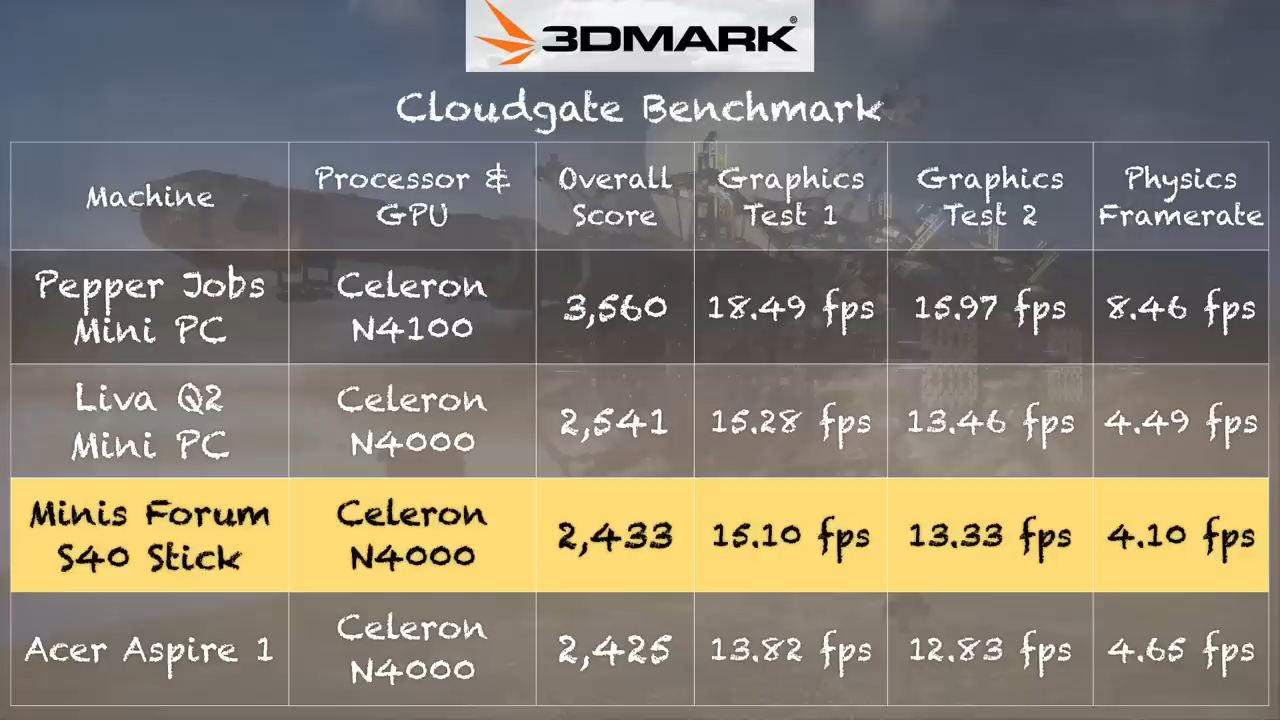 3DMARK®
Cloudgate Benchmark
Machine
Processor &
GPU
Overall
Score
Graphics
Test 1
Graphics
Test 2
Physics
Framerate
Pepper Jobs
Mini PC
Celeron
N4100
3,560
18.49 fps
15.97 fps
8.46 fps
Liva Q2
Mini PC
Celeron
N4000
2,541
15.28 fps
13.46 fps
4.49 fps
Minis Forum
S40 Stick
Celeron
N4000
2,433
15.10 fps
13.33 fps
4.10 fps
Acer Aspire 1
Celeron
N4000
2,425
13.82 fps
12.83 fps
4.65 fps